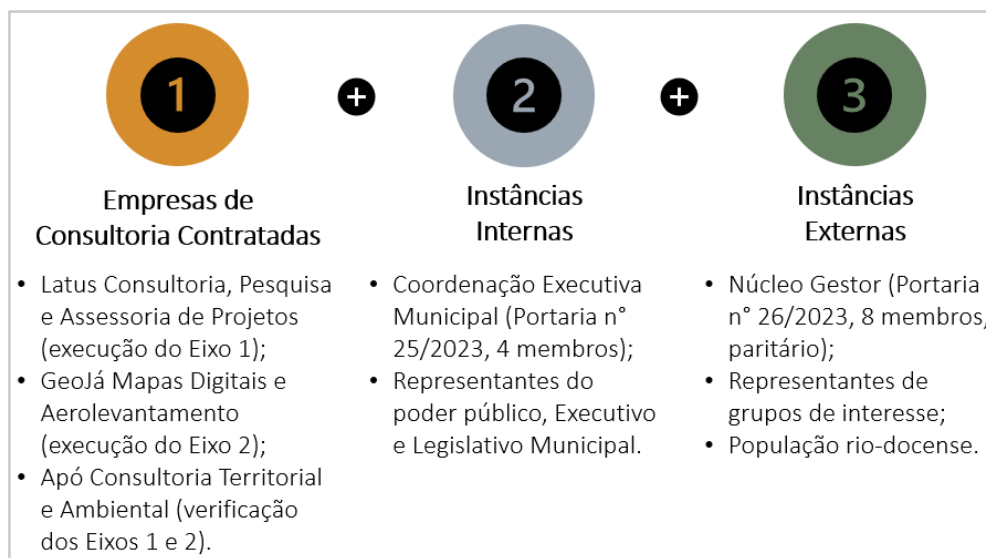 1
+
2
+
3
Empresas de
Consultoria Contratadas
• Latus Consultoria, Pesquisa
e Assessoria de Projetos
(execução do Eixo 1);
• GeoJá Mapas Digitais e
Aerolevantamento
(execução do Eixo 2);
• Apó Consultoria Territorial
e Ambiental (verificação
dos Eixos 1 e 2).
Instâncias
Internas
• Coordenação Executiva
Municipal (Portaria n°
25/2023, 4 membros);
• Representantes do
poder público, Executivo
e Legislativo Municipal.
Instâncias
Externas
• Núcleo Gestor (Portaria
n° 26/2023, 8 membros,
paritário);
• Representantes de
grupos de interesse;
• População rio-docense.